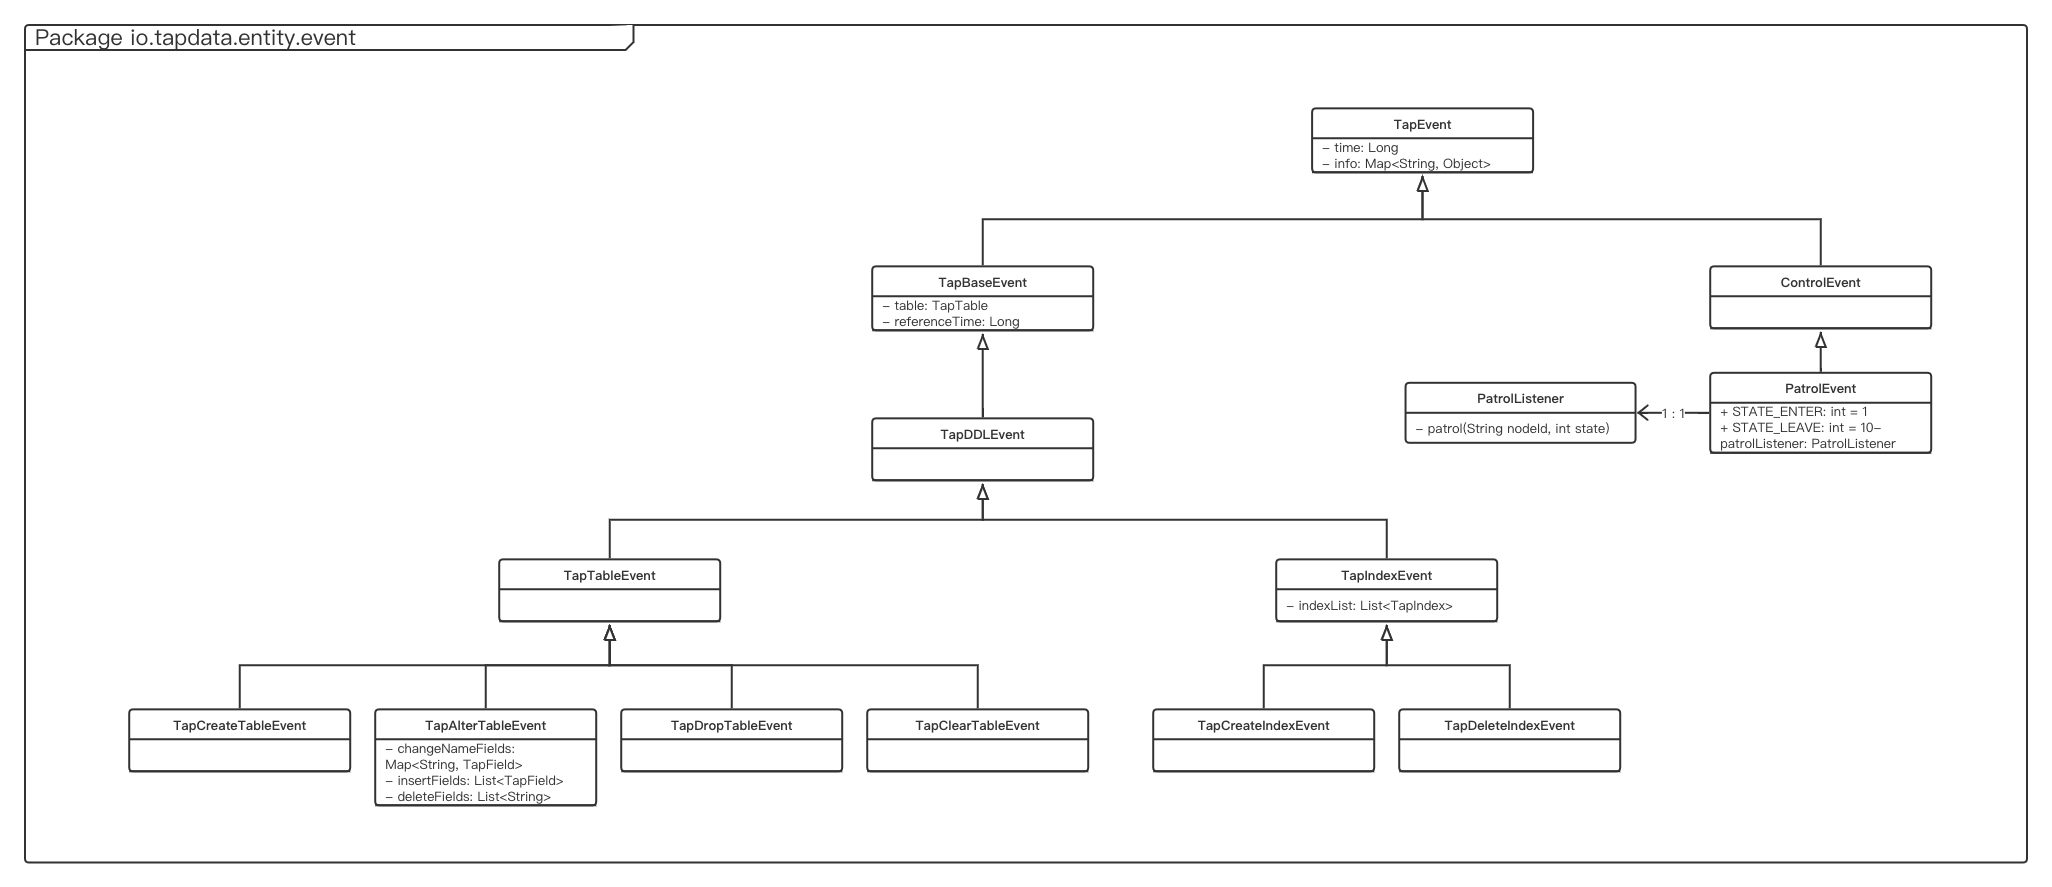 Package io.tapdata.entity.event
TapEvent
- time: Long
- info: Map<String, Object>
TapBaseEvent
- table: TapTable
- referenceTime: Long
ControlEvent
PatrolListener
- patrol(String nodeId, int state)
1 : 1
PatrolEvent
+ STATE_ENTER: int = 1
+ STATE_LEAVE: int = 10-
patrolListener: PatrolListener
TapDDLEvent
TapTableEvent
TapIndexEvent
- indexList: List<TapIndex>
TapCreateTableEvent
TapAlterTableEvent
- changeNameFields:
Map<String, TapField>
- insertFields: List<TapField>
- deleteFields: List<String>
TapDropTableEvent
TapClearTableEvent
TapCreateIndexEvent
TapDeleteIndexEvent